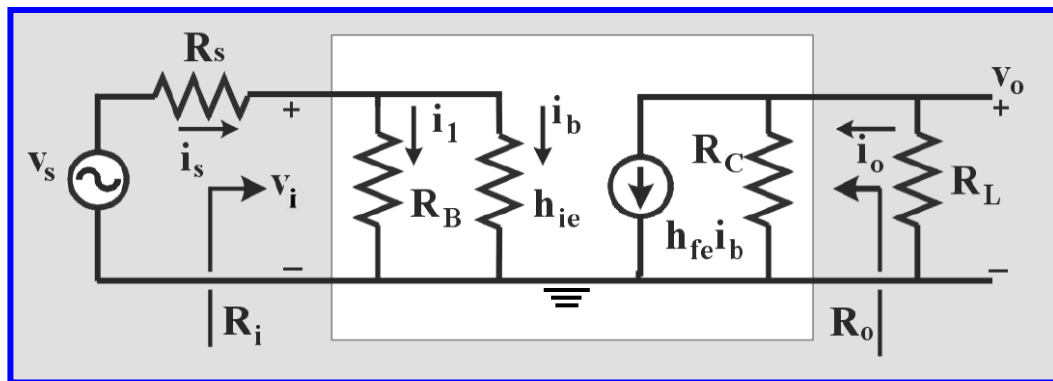 Rs
vo
+
+
i1
ib
is
RC
io
vs
vi
RB
hie
RL
hfeib
−
−
Ri
Ro